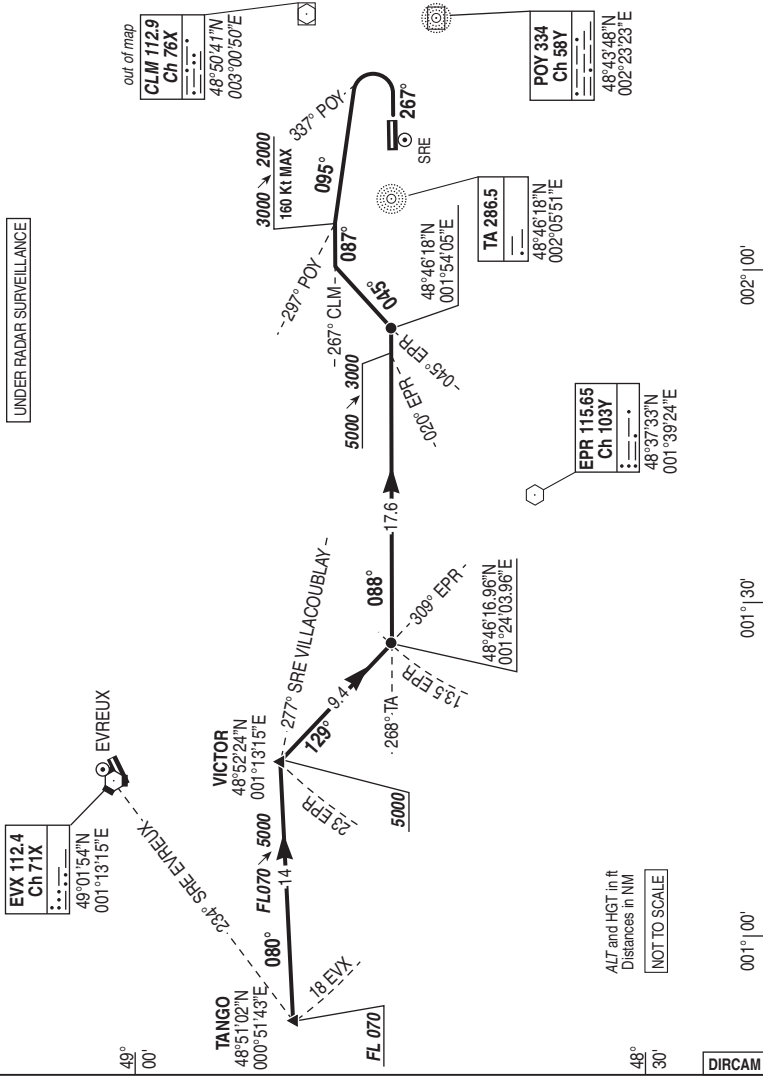 UNDER RADAR SURVEILLANCE
out of map
CLM 112.9
Ch 76X
48°50'41"N
003°00'50"E
EVX 112.4
Ch 71X
49°01'54"N
001°13'15"E
EVREUX
234° SRE EVREUX
TANGO
48°51'02"N
000°51'43"E
FL 070
18 EVX
080°
14
FL070 → 5000
VICTOR
48°52'24"N
001°13'15"E
277° SRE VILLACOUBLAY
23 EPR
5000
129°
9.4
268° TA
13.5 EPR
309° EPR
48°46'16.96"N
001°24'03.96"E
088°
17.6
5000 → 3000
020° EPR
045° EPR
48°46'18"N
001°54'05"E
045°
267° CLM
297° POY
087°
3000 → 2000
160 Kt MAX
095°
337° POY
267°
SRE
TA 286.5
48°46'18"N
002°05'51"E
POY 334
Ch 58Y
48°43'48"N
002°23'23"E
EPR 115.65
Ch 103Y
48°37'33"N
001°39'24"E
ALT and HGT in ft
Distances in NM
NOT TO SCALE
49°
00'
48°
30'
001° 00'
001° 30'
002° 00'
DIRCAM